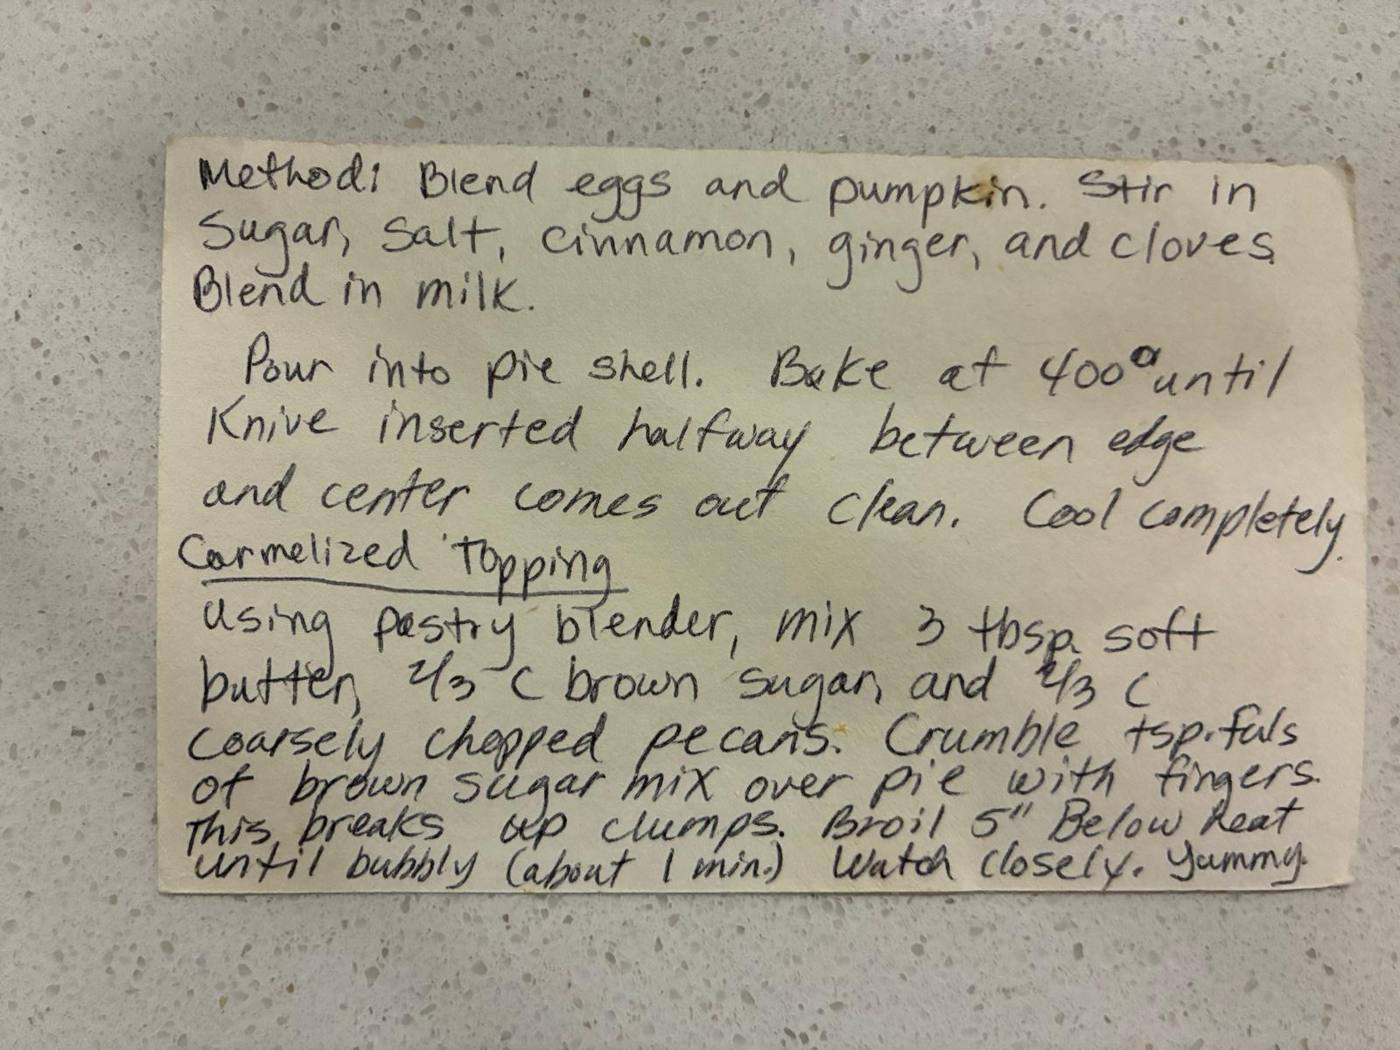 Method: Blend eggs and pumpkin. Stir in
Sugar, salt, cinnamon, ginger, and cloves.
Blend in milk.
Pour into pie shell. Bake at 400° until
Knive inserted halfway between edge
and center comes out clean. Cool completely.
Carmelized Topping
Using pastry blender, mix 3 tbsp. soft
butter, 2/3 C brown sugar, and 2/3 C
coarsely chopped pecans. Crumble tsp.fuls
of brown sugar mix over pie with fingers.
This breaks up clumps. Broil 5" Below heat
until bubbly (about 1 min.) Watch closely. Yummy.